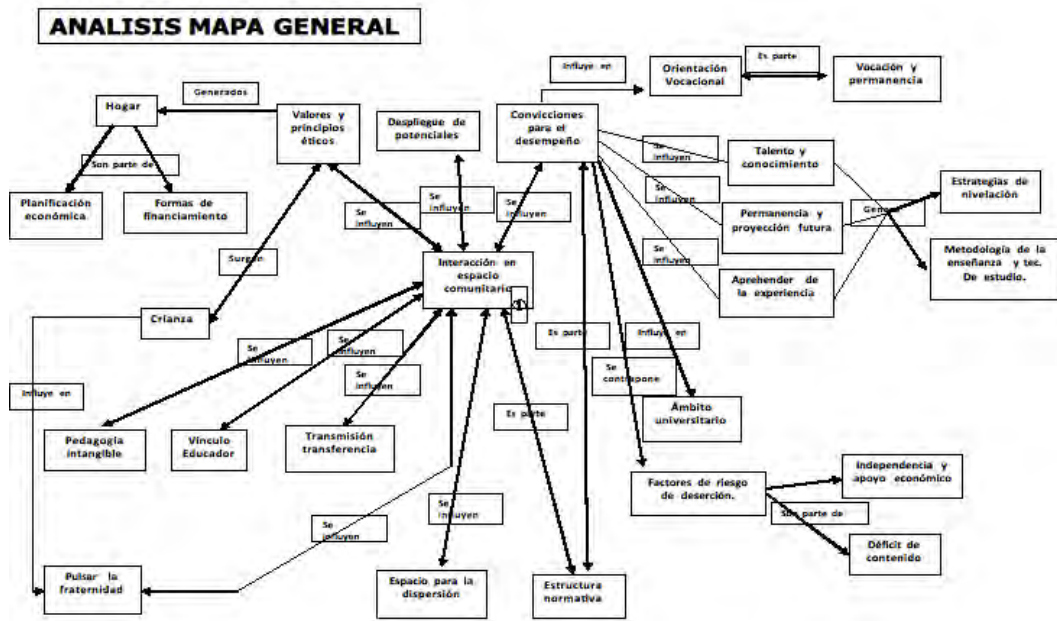 ANALISIS MAPA GENERAL
Influye en
Orientación
Vocacional
Es parte
Vocación y
permanencia
Hogar
Generados
Valores y
principios
éticos
Despliegue de
potenciales
Convicciones
para el
desempeño
Son parte de
Planificación
económica
Formas de
financiamiento
Se
influyen
Se
influyen
Se
influyen
Se
influyen
Talento y
conocimiento
Se
influyen
Permanencia y
proyección futura
Se
influyen
Aprehender de
la experiencia
Estrategias de
nivelación
Metodología de la
enseñanza y tec.
De estudio.
Surgen
Interacción en
espacio
comunitario
1
Crianza
Influye en
Se
influyen
Se
influyen
Se
influyen
Es parte
Influye en
Se
contrapone
Pedagogía
intangible
Vínculo
Educador
Transmisión
transferencia
Es parte
Ámbito
universitario
Factores de riesgo
de deserción.
Independencia y
apoyo económico
Son parte de
Déficit de
contenido
Se
influyen
Se
influyen
Pulsar la
fraternidad
Espacio para la
dispersión
Estructura
normativa